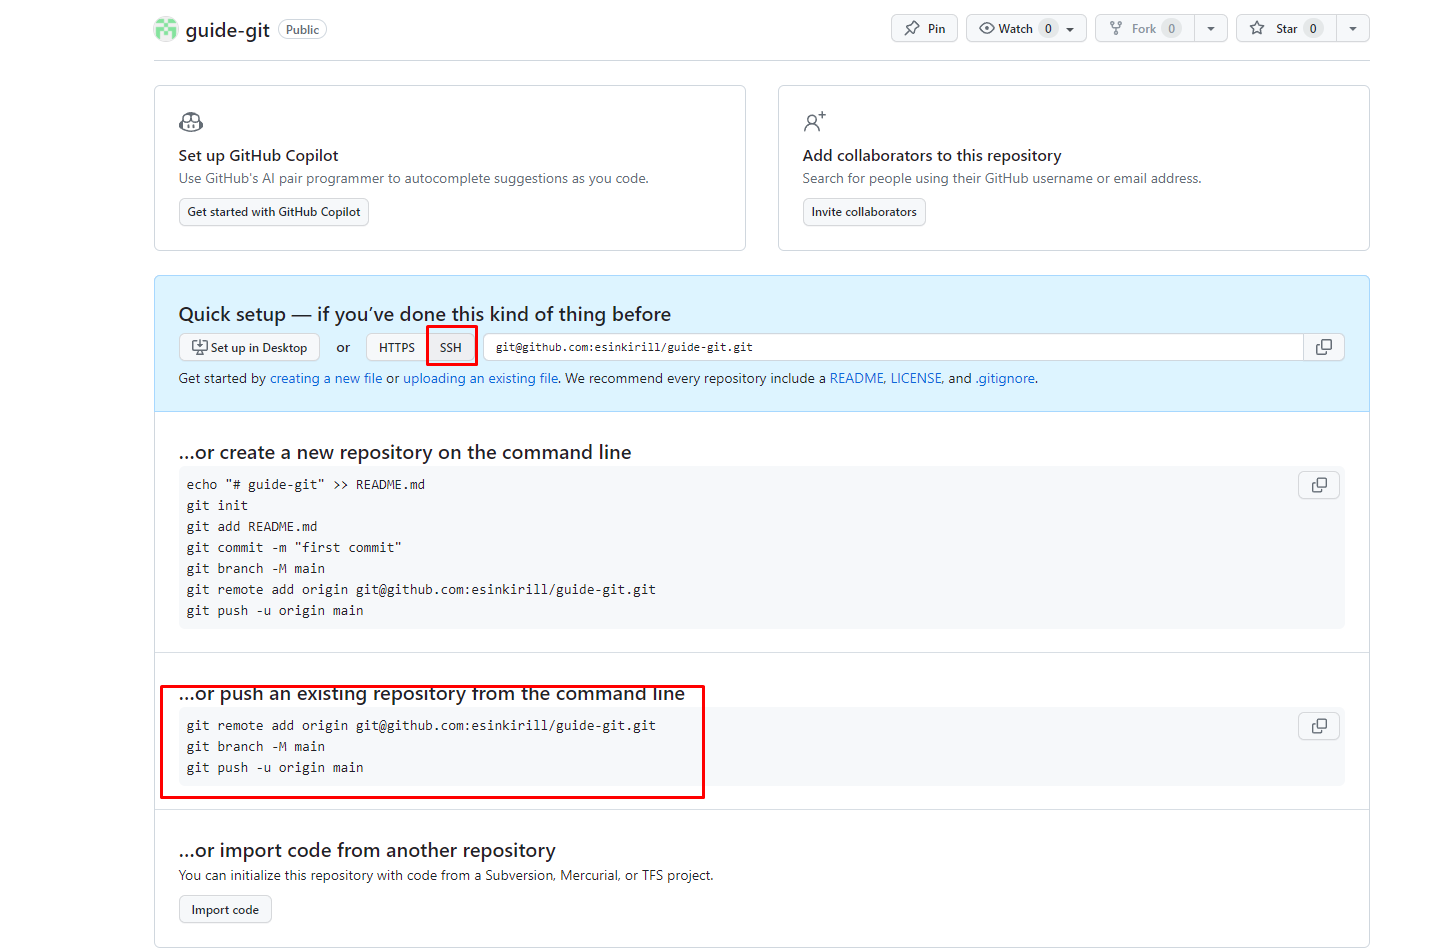 guide-git Public
Pin Watch 0 Fork 0 Star 0
Set up GitHub Copilot
Use GitHub's AI pair programmer to autocomplete suggestions as you code.
Get started with GitHub Copilot
Add collaborators to this repository
Search for people using their GitHub username or email address.
Invite collaborators
Quick setup — if you’ve done this kind of thing before
Set up in Desktop or HTTPS SSH git@github.com:esinkirill/guide-git.git
Get started by creating a new file or uploading an existing file. We recommend every repository include a README, LICENSE, and .gitignore.
…or create a new repository on the command line
echo "# guide-git" >> README.md
git init
git add README.md
git commit -m "first commit"
git branch -M main
git remote add origin git@github.com:esinkirill/guide-git.git
git push -u origin main
…or push an existing repository from the command line
git remote add origin git@github.com:esinkirill/guide-git.git
git branch -M main
git push -u origin main
…or import code from another repository
You can initialize this repository with code from a Subversion, Mercurial, or TFS project.
Import code